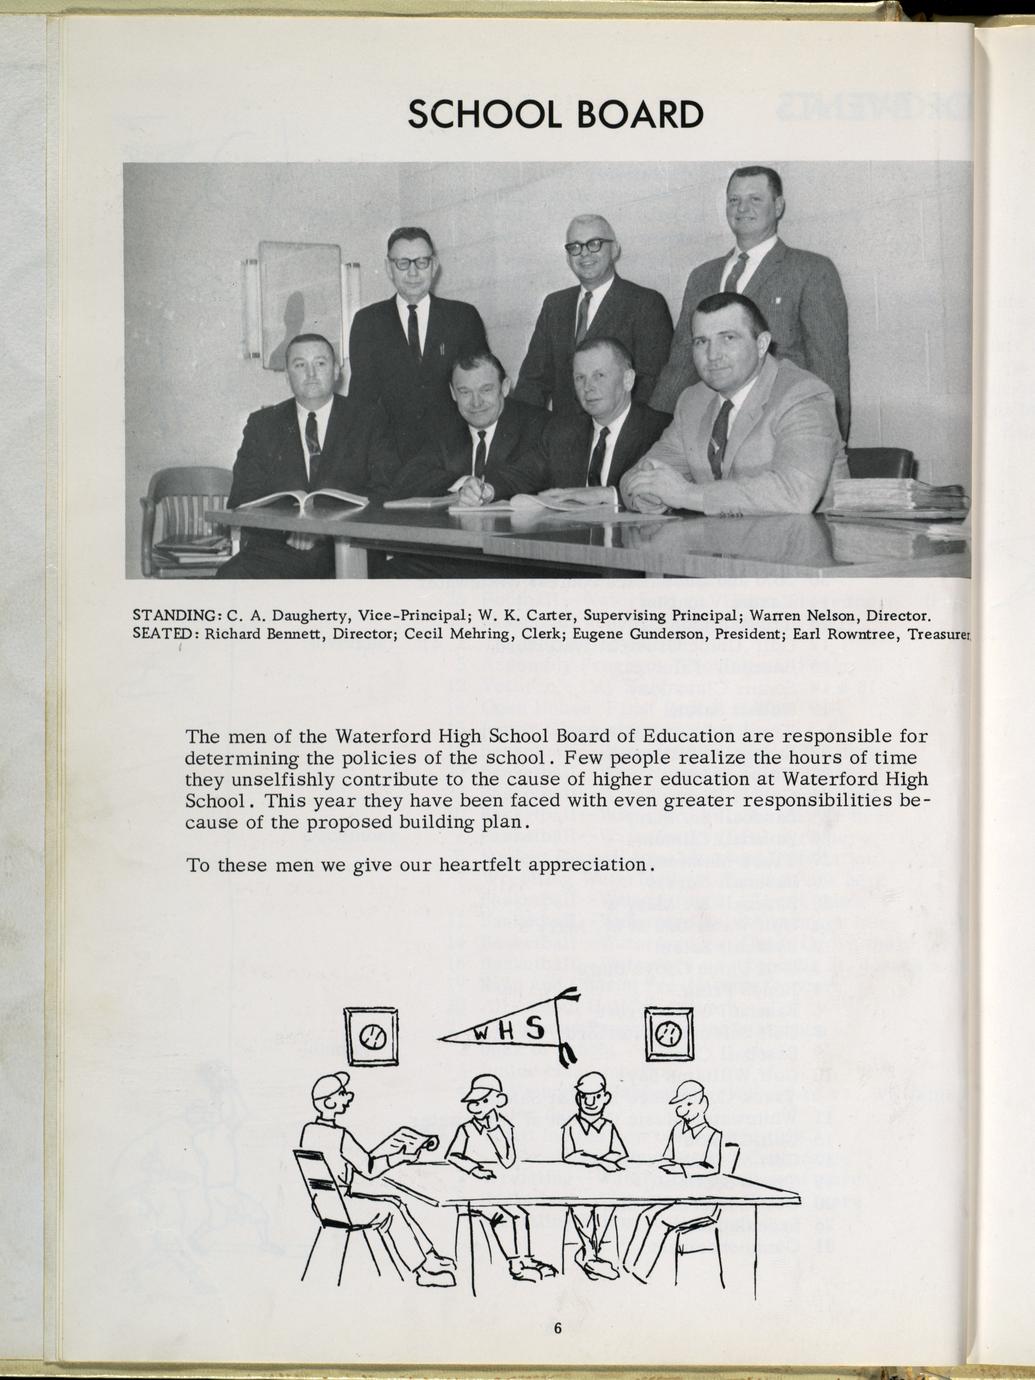 SCHOOL BOARD
STANDING: C. A. Daugherty, Vice-Principal; W. K. Carter, Supervising Principal; Warren Nelson, Director.
SEATED: Richard Bennett, Director; Cecil Mehring, Clerk; Eugene Gunderson, President; Earl Rowntree, Treasurer
The men of the Waterford High School Board of Education are responsible for
determining the policies of the school. Few people realize the hours of time
they unselfishly contribute to the cause of higher education at Waterford High
School. This year they have been faced with even greater responsibilities be-
cause of the proposed building plan.
To these men we give our heartfelt appreciation.
WHS
6